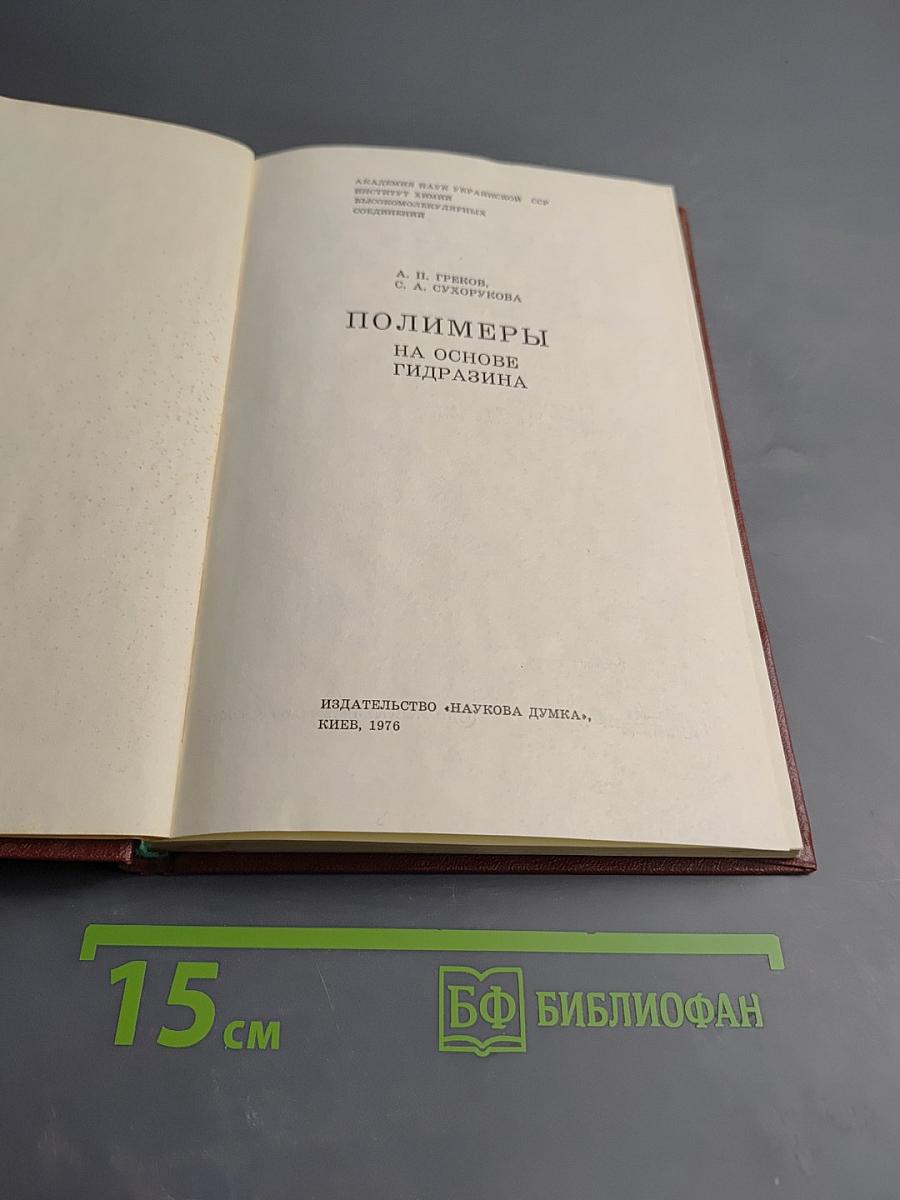 АКАДЕМИЯ НАУК УКРАИНСКОЙ ССР
ИНСТИТУТ ХИМИИ
ВЫСОКОМОЛЕКУЛЯРНЫХ
СОЕДИНЕНИЙ
А. П. ГРЕКОВ,
С. А. СУХОРУКОВА
ПОЛИМЕРЫ
НА ОСНОВЕ
ГИДРАЗИНА
ИЗДАТЕЛЬСТВО «НАУКОВА ДУМКА»,
КИЕВ, 1976
15 см
БФ БИБЛИОФАН